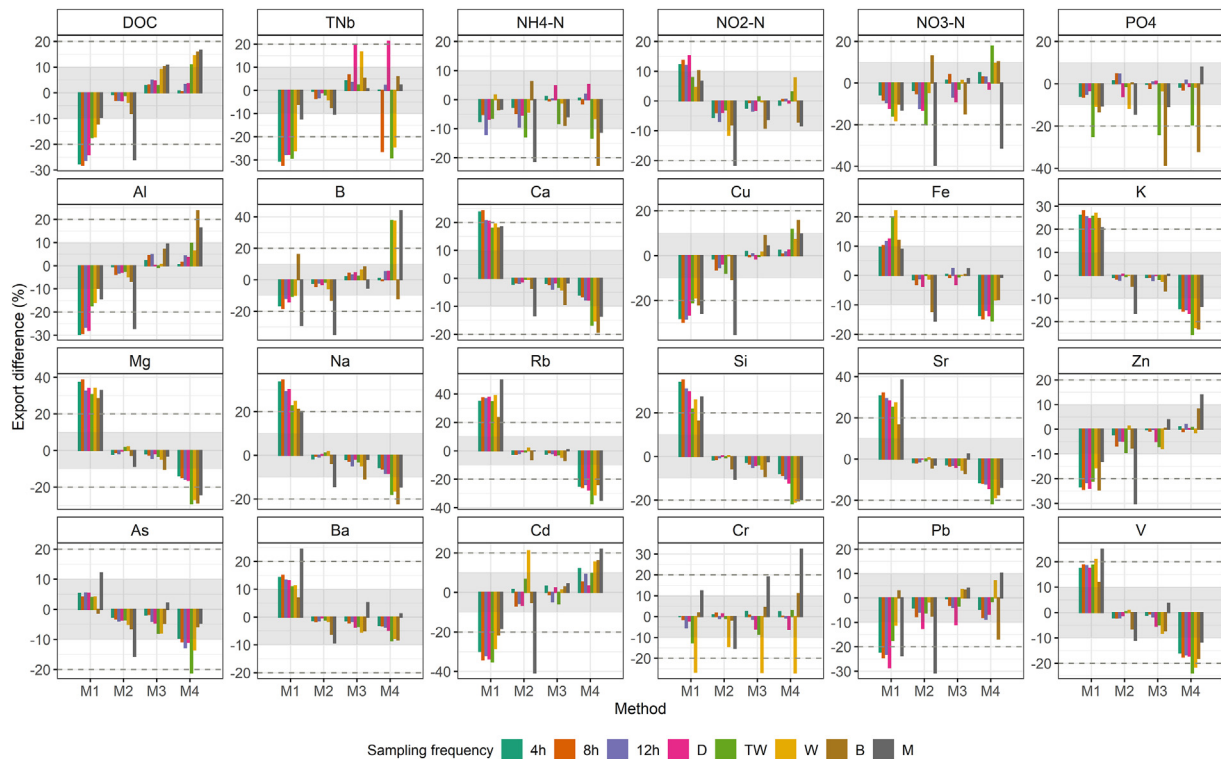 DOC TNb NH4-N NO2-N NO3-N PO4
20 10 0 -10 -20 -30
20 10 0 -10 -20 -30
10 0 -10 -20
20 10 0 -10 -20
20 0 -20 -40
20 0 -20 -40
Al B Ca Cu Fe K
20 10 0 -10 -20 -30
40 20 0 -20
20 10 0 -10 -20
20 0 -20
20 10 0 -10 -20
30 20 10 0 -10 -20
Mg Na Rb Si Sr Zn
40 20 0 -20
20 0 -20
40 20 0 -20 -40
20 0 -20
40 20 0 -20
20 10 0 -10 -20 -30
As Ba Cd Cr Pb V
20 10 0 -10 -20
20 10 0 -10 -20
20 0 -20 -40
30 20 10 0 -10 -20
20 10 0 -10 -20 -30
20 10 0 -10 -20
Export difference (%)
M1 M2 M3 M4 M1 M2 M3 M4 M1 M2 M3 M4 M1 M2 M3 M4 M1 M2 M3 M4 M1 M2 M3 M4
Method
Sampling frequency 4h 8h 12h D TW W B M